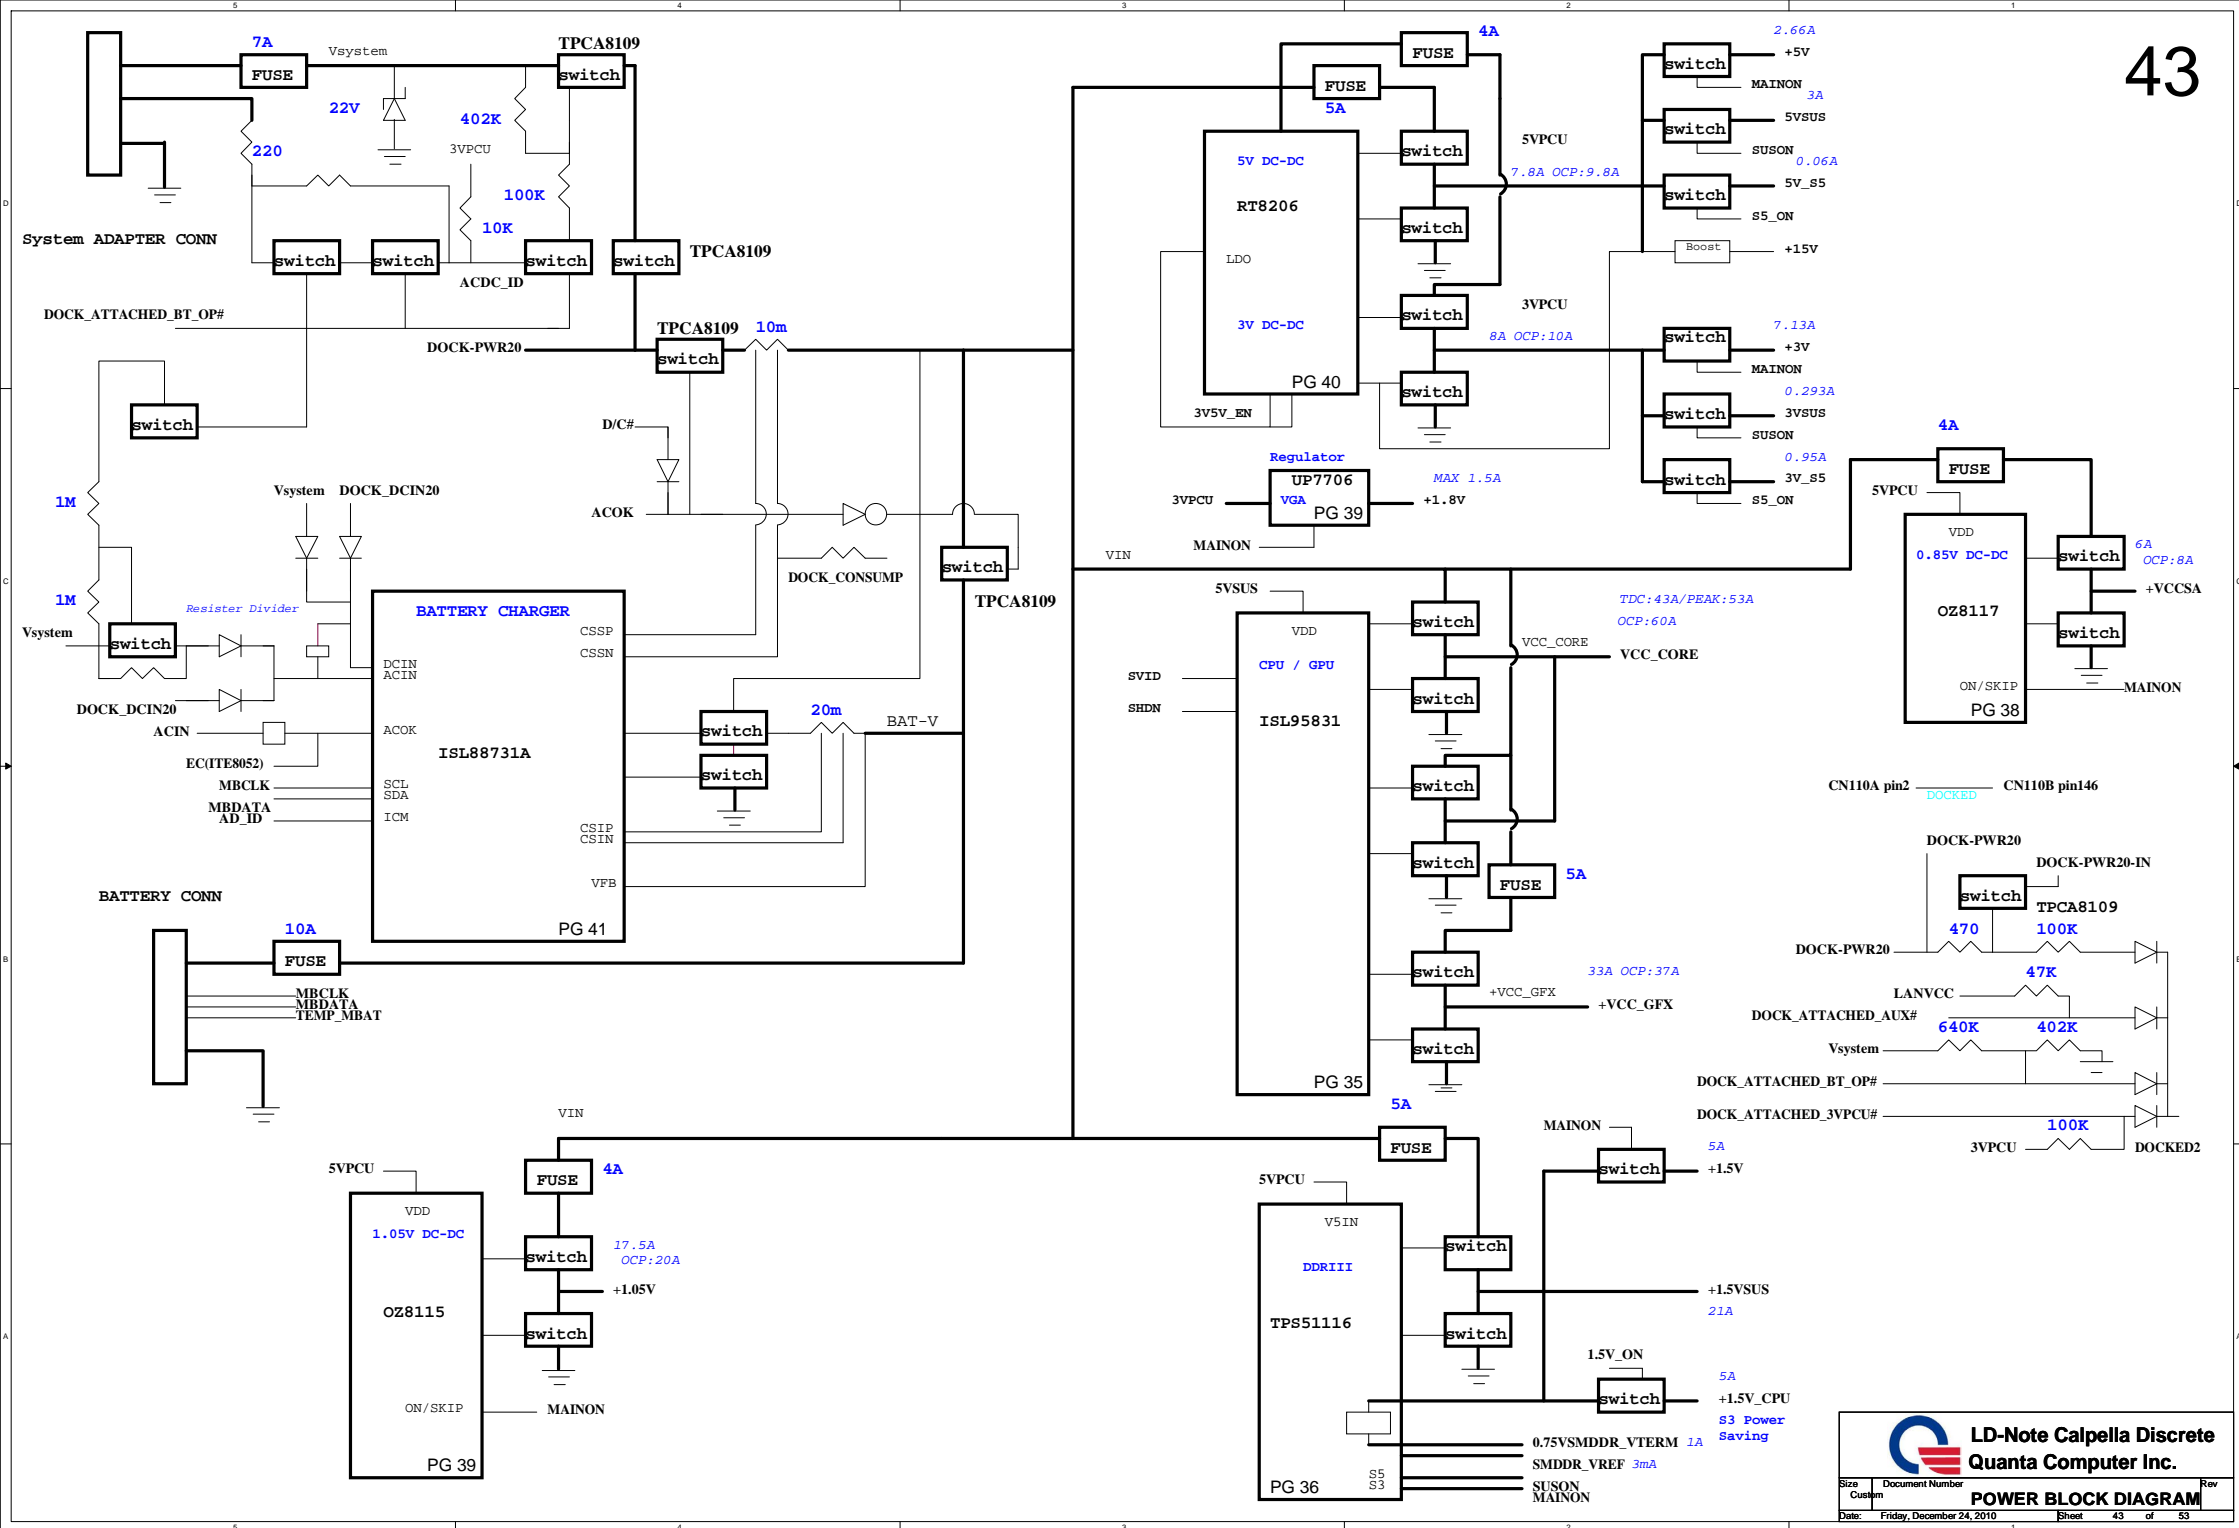 5 4 3 2 1
43
7A
FUSE
Vsystem
TPCA8109
switch
22V
402K
220
3VPCU
100K
10K
System ADAPTER CONN
switch
switch
switch
switch
TPCA8109
ACDC_ID
DOCK_ATTACHED_BT_OP#
DOCK-PWR20
TPCA8109
switch
10m
switch
D/C#
ACOK
1M
1M
Vsystem DOCK_DCIN20
Resister Divider
Vsystem
switch
DOCK_DCIN20
DOCK_CONSUMP
switch
TPCA8109
BATTERY CHARGER
CSSP
CSSN
DCIN
ACIN
ACOK
ISL88731A
SCL
SDA
ICM
CSIP
CSIN
VFB
PG 41
ACIN
EC(ITE8052)
MBCLK
MBDATA
AD_ID
switch
switch
20m
BAT-V
BATTERY CONN
10A
FUSE
MBCLK
MBDATA
TEMP_MBAT
VIN
5VPCU
FUSE
4A
VDD
1.05V DC-DC
OZ8115
ON/SKIP
PG 39
switch
17.5A
OCP:20A
+1.05V
switch
MAINON
4A
FUSE
FUSE
5A
5V DC-DC
RT8206
LDO
3V DC-DC
PG 40
3V5V_EN
switch
5VPCU
7.8A OCP:9.8A
switch
switch
3VPCU
8A OCP:10A
switch
2.66A
switch
+5V
MAINON
3A
switch
5VSUS
SUSON
0.06A
switch
5V_S5
S5_ON
Boost
+15V
7.13A
switch
+3V
MAINON
0.293A
switch
3VSUS
SUSON
0.95A
switch
3V_S5
S5_ON
Regulator
UP7706
VGA
PG 39
3VPCU
MAX 1.5A
+1.8V
MAINON
VIN
5VSUS
VDD
CPU / GPU
ISL95831
PG 35
SVID
SHDN
switch
TDC:43A/PEAK:53A
OCP:60A
VCC_CORE
VCC_CORE
switch
switch
switch
FUSE
5A
switch
33A OCP:37A
+VCC_GFX
+VCC_GFX
switch
4A
FUSE
5VPCU
VDD
0.85V DC-DC
OZ8117
ON/SKIP
PG 38
switch
6A
OCP:8A
+VCCSA
switch
MAINON
CN110A pin2
DOCKED
CN110B pin146
DOCK-PWR20
DOCK-PWR20-IN
switch
TPCA8109
470
100K
DOCK-PWR20
47K
LANVCC
DOCK_ATTACHED_AUX#
640K
402K
Vsystem
DOCK_ATTACHED_BT_OP#
DOCK_ATTACHED_3VPCU#
100K
3VPCU
DOCKED2
5A
FUSE
5VPCU
V5IN
DDRIII
TPS51116
S5
S3
PG 36
switch
+1.5VSUS
21A
switch
MAINON
switch
5A
+1.5V
1.5V_ON
switch
5A
+1.5V_CPU
S3 Power
Saving
0.75VSMDDR_VTERM 1A
SMDDR_VREF 3mA
SUSON
MAINON
LD-Note Calpella Discrete
Quanta Computer Inc.
Size
Custom
Document Number
POWER BLOCK DIAGRAM
Rev
Date: Friday, December 24, 2010 Sheet 43 of 53
D C B A
D C B A
5 4 3 2 1